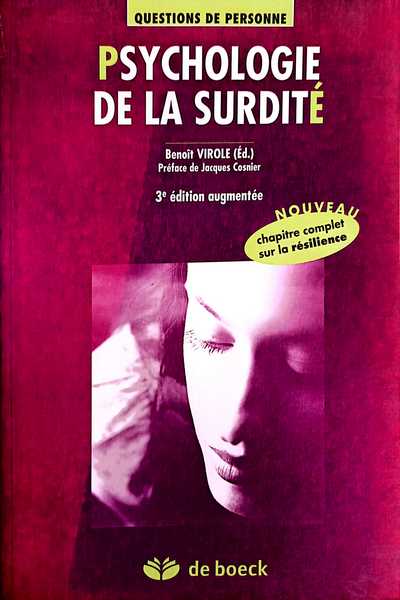 QUESTIONS DE PERSONNE
PSYCHOLOGIE
DE LA SURDITÉ
Benoît VIROLE (Éd.)
Préface de Jacques Cosnier
3e édition augmentée
NOUVEAU
chapitre complet
sur la résilience
de boeck